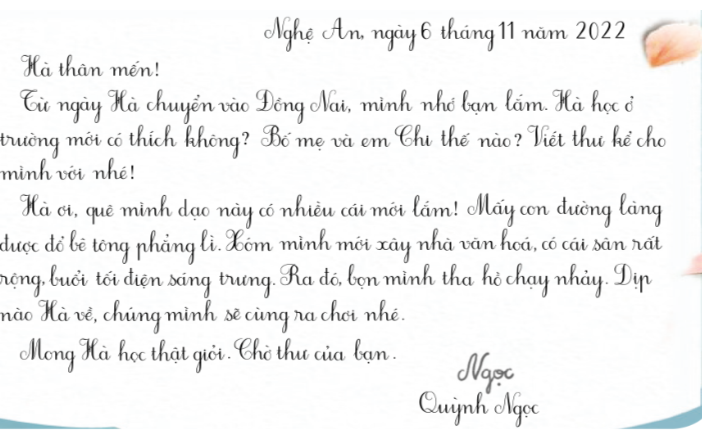 Nghệ An, ngày 6 tháng 11 năm 2022
Hà thân mến!
Từ ngày Hà chuyển vào Đồng Nai, mình nhớ bạn lắm. Hà học ở
trường mới có thích không? Bố mẹ và em Chi thế nào? Viết thư kể cho
mình với nhé!
Hà ơi, quê mình dạo này có nhiều cái mới lắm! Mấy con đường làng
được đổ bê tông phẳng lì. Xóm mình mới xây nhà văn hoá, có cái sân rất
rộng, buổi tối điện sáng trưng. Ra đó, bọn mình tha hồ chạy nhảy. Dịp
nào Hà về, chúng mình sẽ cùng ra chơi nhé.
Mong Hà học thật giỏi. Chờ thư của bạn.
Ngọc
Quỳnh Ngọc